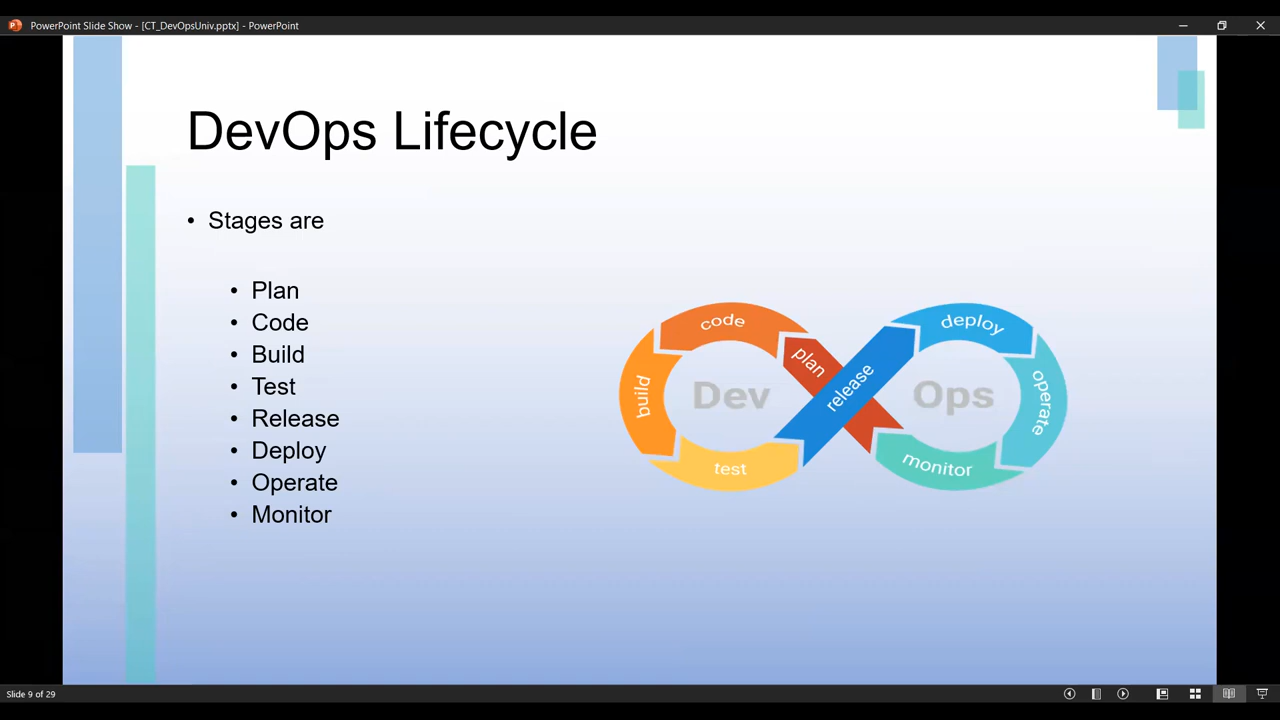 PowerPoint Slide Show - [CT_DevOpsUniv.pptx] - PowerPoint
DevOps Lifecycle
• Stages are
• Plan
• Code
• Build
• Test
• Release
• Deploy
• Operate
• Monitor
code
plan
build
Dev
test
release
deploy
Ops
operate
monitor
Slide 9 of 29